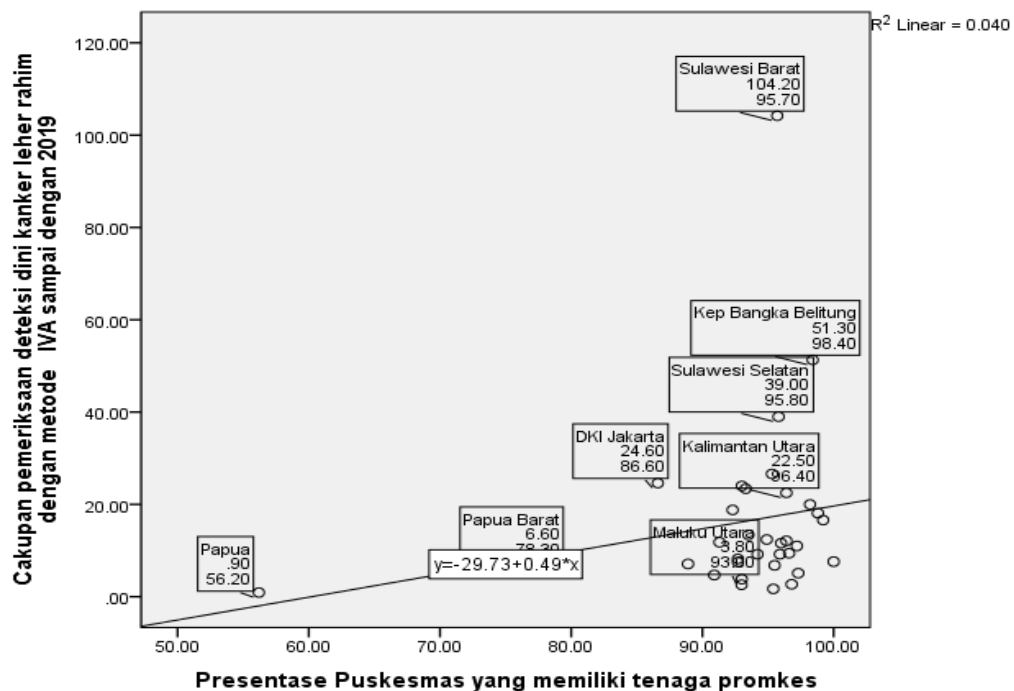 R² Linear = 0.040
Cakupan pemeriksaan deteksi dini kanker leher rahim
dengan metode IVA sampai dengan 2019
120.00
100.00
80.00
60.00
40.00
20.00
.00
Sulawesi Barat
104.20
95.70
Kep Bangka Belitung
51.30
98.40
Sulawesi Selatan
39.00
95.80
DKI Jakarta
24.60
86.60
Kalimantan Utara
22.50
96.40
Papua Barat
6.60
78.30
Maluku Utara
3.80
93.00
Papua
.90
56.20
y=-29.73+0.49*x
50.00
60.00
70.00
80.00
90.00
100.00
Presentase Puskesmas yang memiliki tenaga promkes